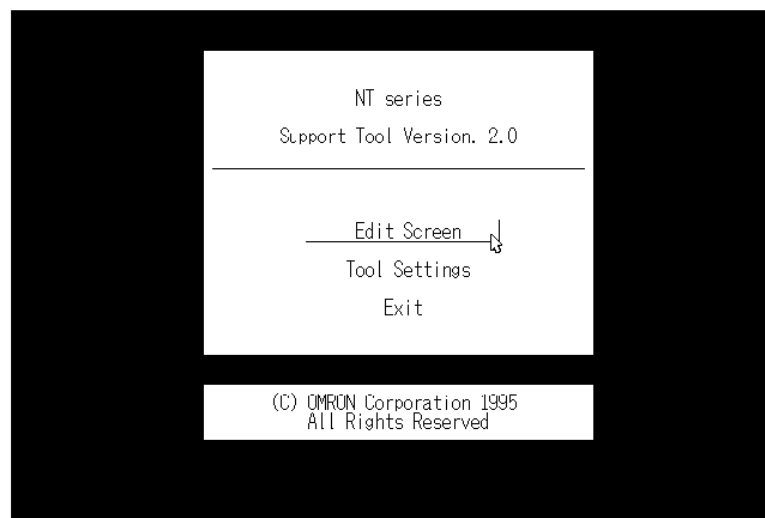 NT series
Support Tool Version. 2.0
Edit Screen
Tool Settings
Exit
(C) OMRON Corporation 1995
All Rights Reserved